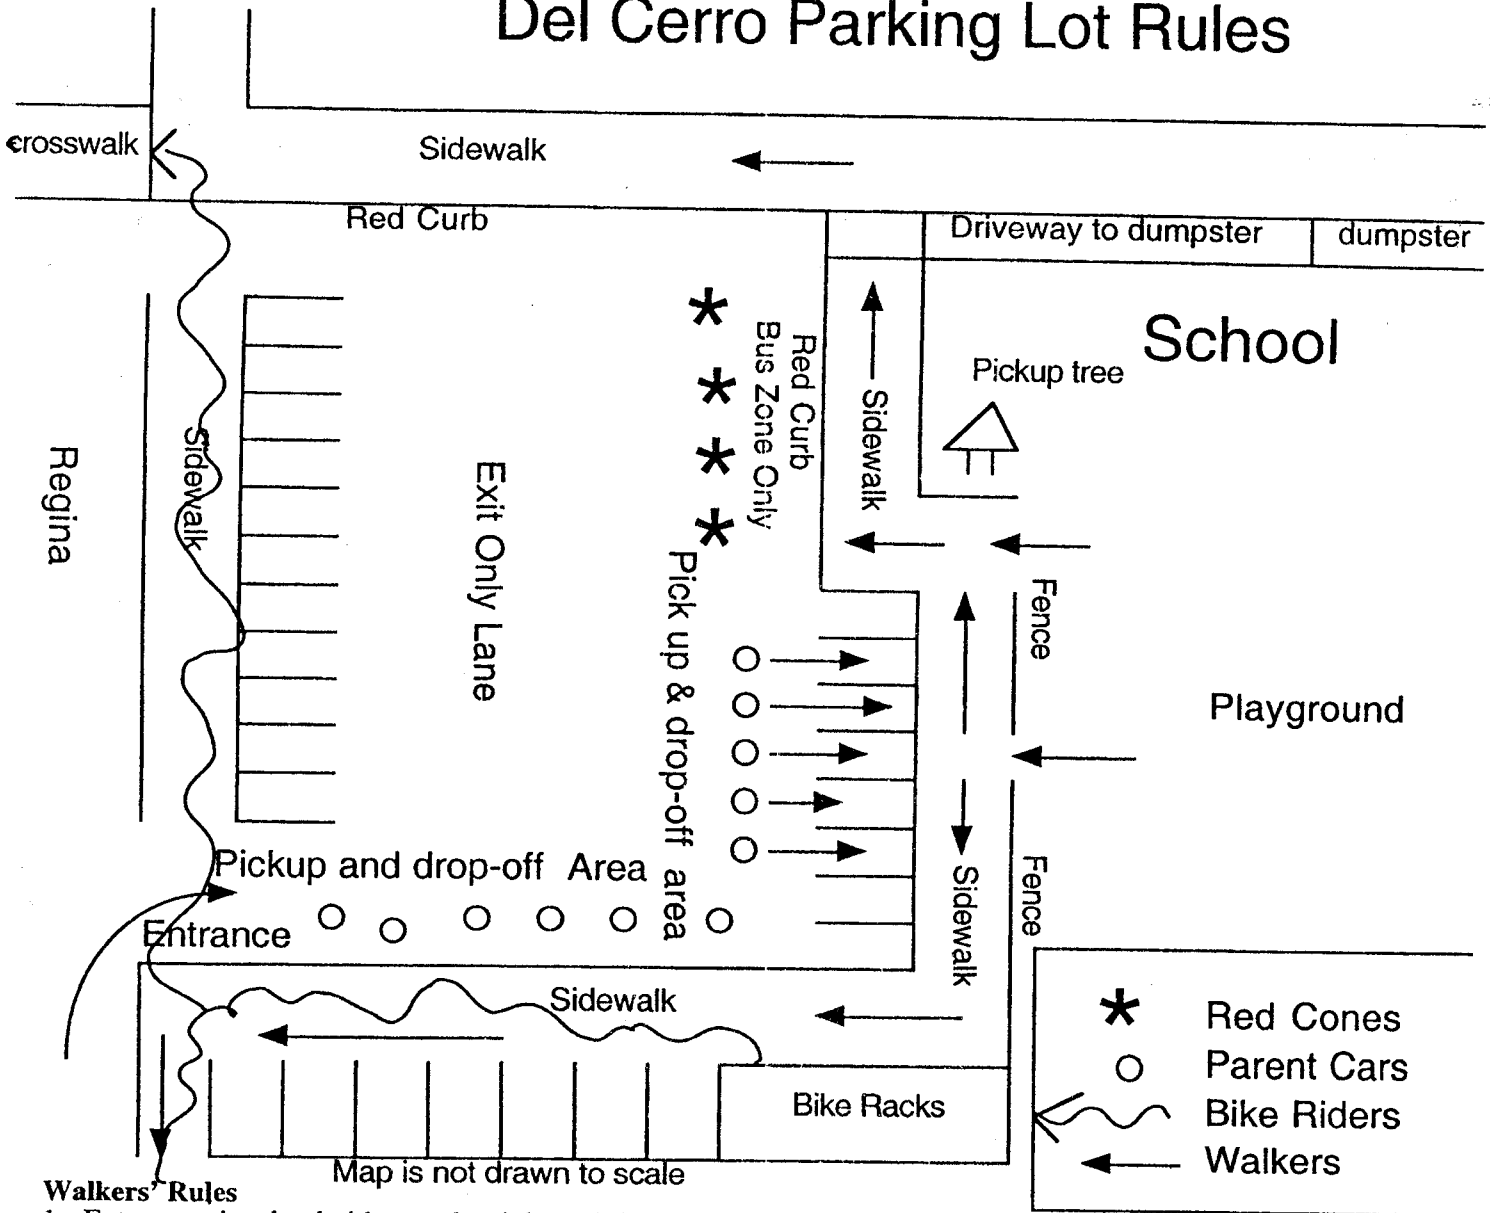 Del Cerro Parking Lot Rules
crosswalk
Sidewalk
Red Curb
Driveway to dumpster
dumpster
School
Pickup tree
Red Curb
Bus Zone Only
Sidewalk
Sidewalk
Regina
Exit Only Lane
Pick up & drop-off area
Fence
Playground
Pickup and drop-off Area
Entrance
Fence
Sidewalk
Sidewalk
Red Cones
Parent Cars
Bike Riders
Walkers
Bike Racks
Map is not drawn to scale
Walkers' Rules